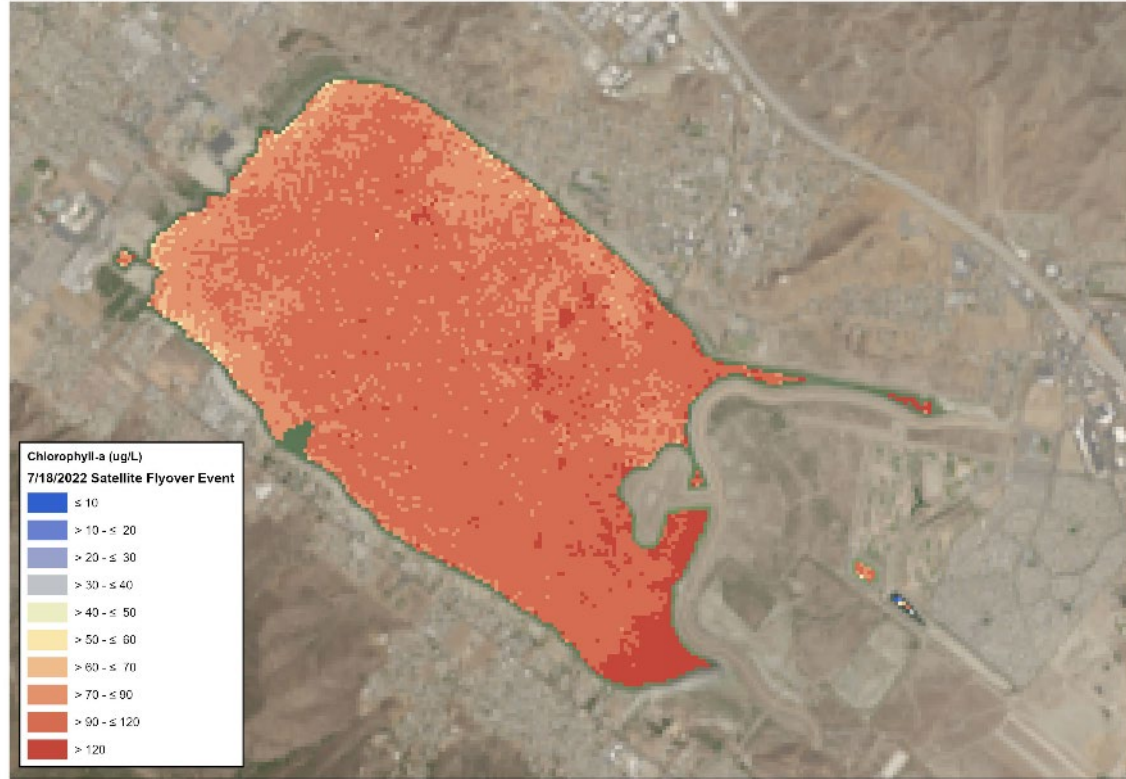 Chlorophyll-a (ug/L)
7/18/2022 Satellite Flyover Event
≤ 10
> 10 - ≤ 20
> 20 - ≤ 30
> 30 - ≤ 40
> 40 - ≤ 50
> 50 - ≤ 60
> 60 - ≤ 70
> 70 - ≤ 90
> 90 - ≤ 120
> 120